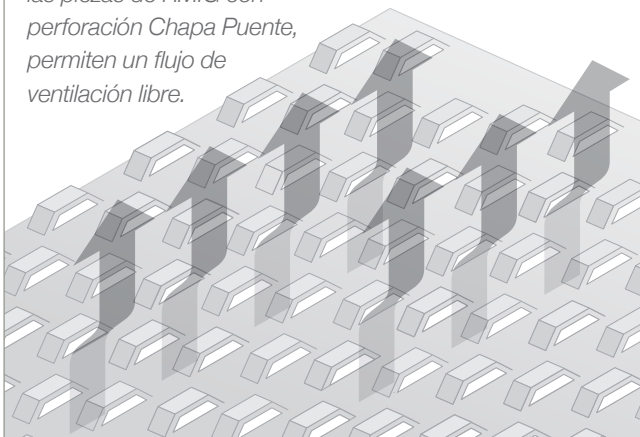 perforación Chapa Puente,
permiten un flujo de
ventilación libre.